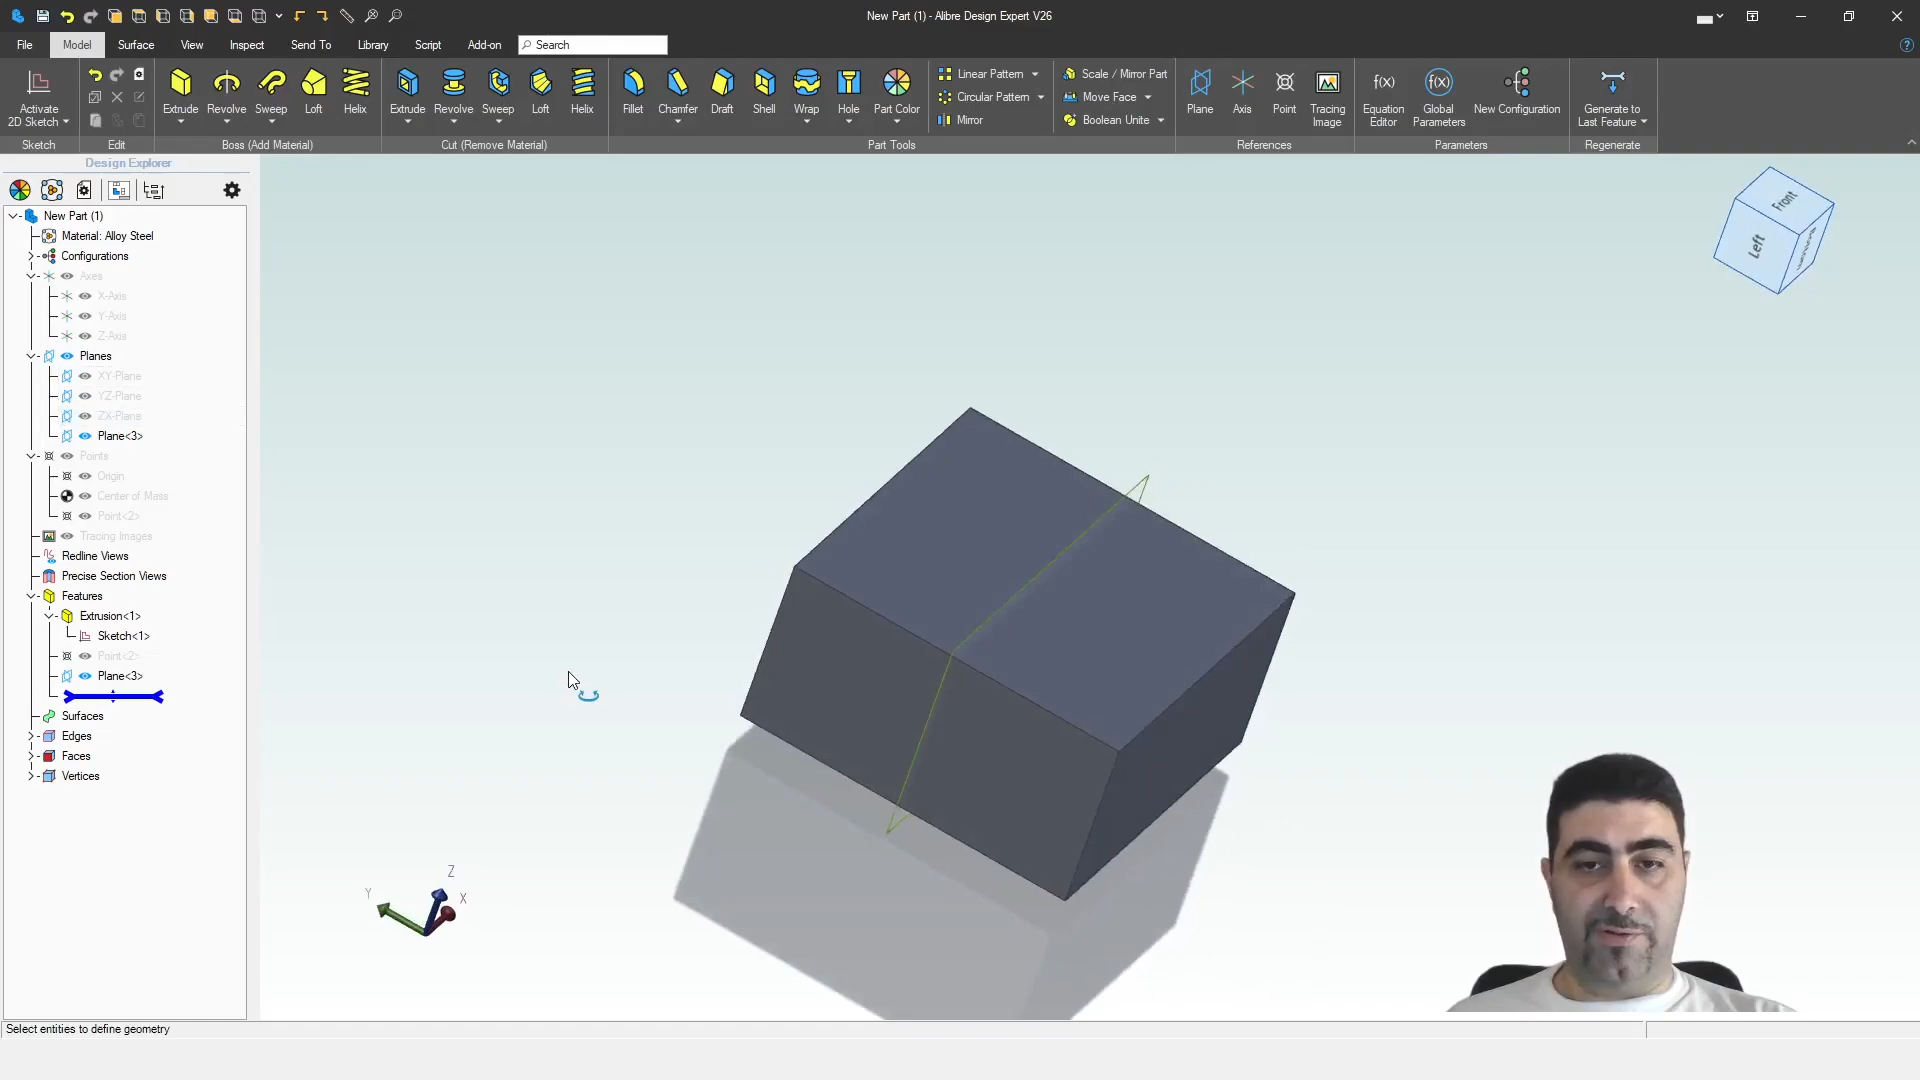 New Part (1) - Alibre Design Expert V26
File Model Surface View Inspect Send To Library Script Add-on Search
Activate 2D Sketch
Extrude Revolve Sweep Loft Helix
Extrude Revolve Sweep Loft Helix
Fillet Chamfer Draft Shell Wrap Hole Part Color
Linear Pattern
Circular Pattern
Mirror
Scale / Mirror Part
Move Face
Boolean Unite
Plane Axis Point Tracing Image
Equation Editor Global Parameters New Configuration
Generate to Last Feature
Sketch Edit Boss (Add Material) Cut (Remove Material) Part Tools References Parameters Regenerate
Design Explorer
New Part (1)
Material: Alloy Steel
Configurations
Axes
X-Axis
Y-Axis
Z-Axis
Planes
XY-Plane
YZ-Plane
ZX-Plane
Plane<3>
Points
Origin
Center of Mass
Point<2>
Tracing Images
Redline Views
Precise Section Views
Features
Extrusion<1>
Sketch<1>
Point<2>
Plane<3>
Surfaces
Edges
Faces
Vertices
Front
Left
Z
Y
X
Select entities to define geometry